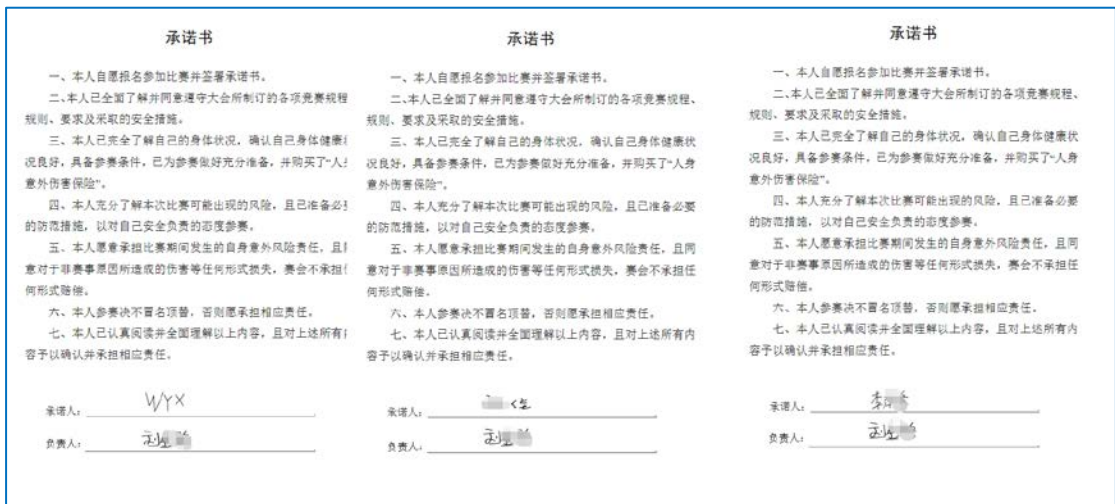 承诺书
一、本人自愿报名参加比赛并签署承诺书。
二、本人已全面了解并同意遵守大会所制订的各项竞赛规程
规则、要求及采取的安全措施。
三、本人已完全了解自己的身体状况，确认自己身体健康
况良好，具备参赛条件，已为参赛做好充分准备，并购买了“人
意外伤害保险”。
四、本人充分了解本次比赛可能出现的风险，且已准备必
的防范措施，以对自己安全负责的态度参赛。
五、本人愿意承担比赛期间发生的自身意外风险责任，且
意对于非赛事原因所造成的伤害等任何形式损失，赛会不承担
何形式赔偿。
六、本人参赛决不冒名顶替，否则愿承担相应责任。
七、本人已认真阅读并全面理解以上内容，且对上述所有
容予以确认并承担相应责任。
承诺人：WYX
负责人：
承诺书
一、本人自愿报名参加比赛并签署承诺书。
二、本人已全面了解并同意遵守大会所制订的各项竞赛规程、
规则、要求及采取的安全措施。
三、本人已完全了解自己的身体状况，确认自己身体健康状
况良好，具备参赛条件，已为参赛做好充分准备，并购买了“人身
意外伤害保险”。
四、本人充分了解本次比赛可能出现的风险，且已准备必要
的防范措施，以对自己安全负责的态度参赛。
五、本人愿意承担比赛期间发生的自身意外风险责任，且同
意对于非赛事原因所造成的伤害等任何形式损失，赛会不承担任
何形式赔偿。
六、本人参赛决不冒名顶替，否则愿承担相应责任。
七、本人已认真阅读并全面理解以上内容，且对上述所有内
容予以确认并承担相应责任。
承诺人：
负责人：
承诺书
一、本人自愿报名参加比赛并签署承诺书。
二、本人已全面了解并同意遵守大会所制订的各项竞赛规程、
规则、要求及采取的安全措施。
三、本人已完全了解自己的身体状况，确认自己身体健康状
况良好，具备参赛条件，已为参赛做好充分准备，并购买了“人身
意外伤害保险”。
四、本人充分了解本次比赛可能出现的风险，且已准备必要
的防范措施，以对自己安全负责的态度参赛。
五、本人愿意承担比赛期间发生的自身意外风险责任，且同
意对于非赛事原因所造成的伤害等任何形式损失，赛会不承担任
何形式赔偿。
六、本人参赛决不冒名顶替，否则愿承担相应责任。
七、本人已认真阅读并全面理解以上内容，且对上述所有内
容予以确认并承担相应责任。
承诺人：李
负责人：